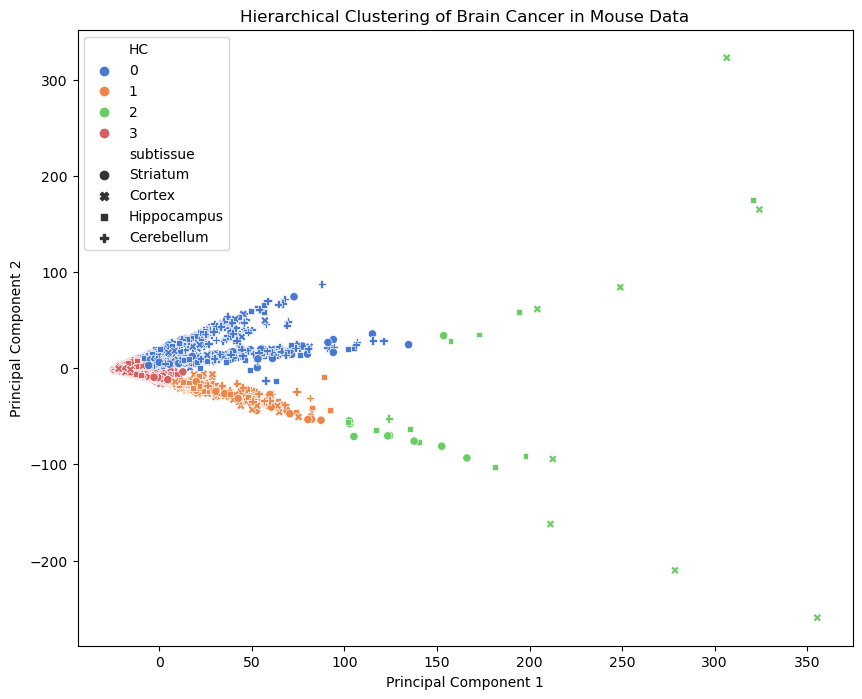 Hierarchical Clustering of Brain Cancer in Mouse Data
HC
0
1
2
3
subtissue
Striatum
Cortex
Hippocampus
Cerebellum
300
200
100
0
−100
−200
Principal Component 2
0
50
100
150
200
250
300
350
Principal Component 1